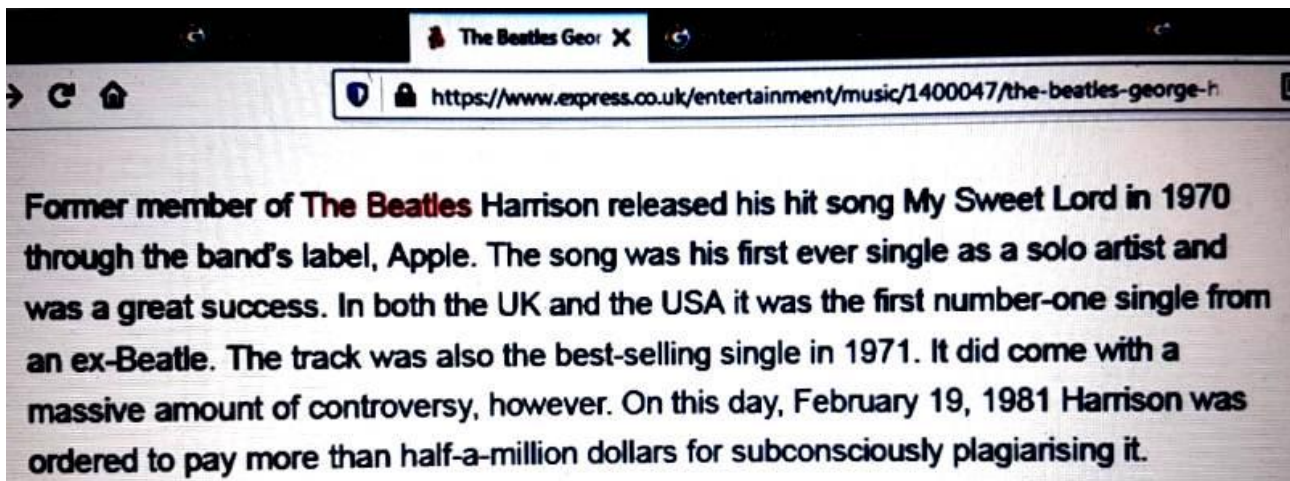 The Beatles Geor
https://www.express.co.uk/entertainment/music/1400047/the-beatles-george-h
Former member of The Beatles Harrison released his hit song My Sweet Lord in 1970
through the band's label, Apple. The song was his first ever single as a solo artist and
was a great success. In both the UK and the USA it was the first number-one single from
an ex-Beatle. The track was also the best-selling single in 1971. It did come with a
massive amount of controversy, however. On this day, February 19, 1981 Harrison was
ordered to pay more than half-a-million dollars for subconsciously plagiarising it.